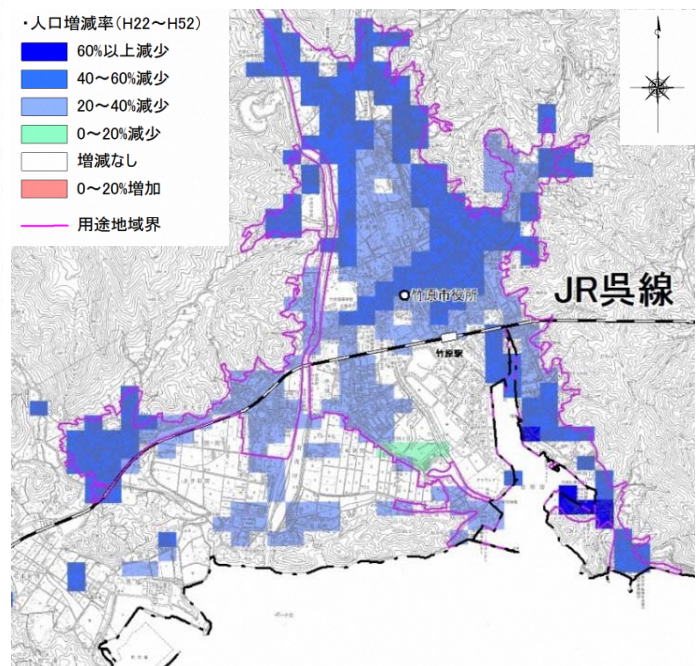 ・人口増減率(H22～H52)
60%以上減少
40～60%減少
20～40%減少
0～20%減少
増減なし
0～20%増加
用途地域界
竹原市役所
JR呉線
竹原駅